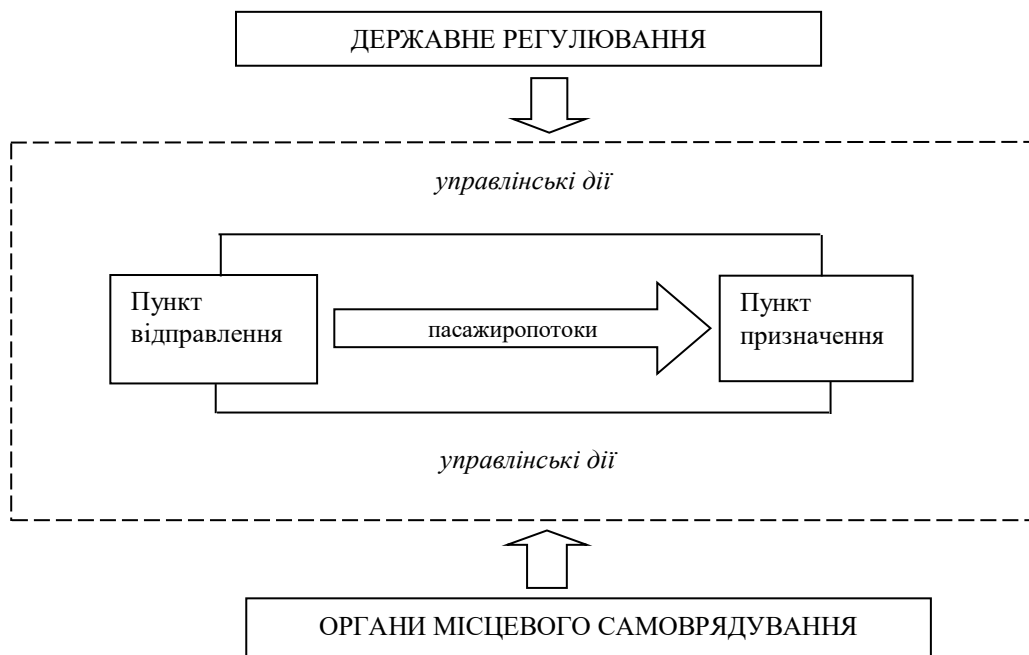 ДЕРЖАВНЕ РЕГУЛЮВАННЯ
управлінські дії
Пункт
відправлення
пасажиропотоки
Пункт
призначення
управлінські дії
ОРГАНИ МІСЦЕВОГО САМОВРЯДУВАННЯ